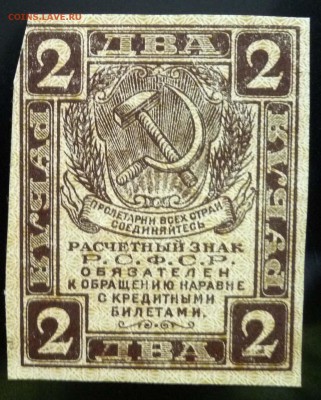 COINS.LAVE.RU
2 ДВА 2
РУБЛЯ
РУБЛЯ
ПРОЛЕТАРИИ ВСЕХ СТРАН
СОЕДИНЯЙТЕСЬ
РАСЧЕТНЫЙ ЗНАК
Р.С.Ф.С.Р.
ОБЯЗАТЕЛЕН
К ОБРАЩЕНИЮ НАРАВНЕ
С КРЕДИТНЫМИ
БИЛЕТАМИ.
2 ДВА 2